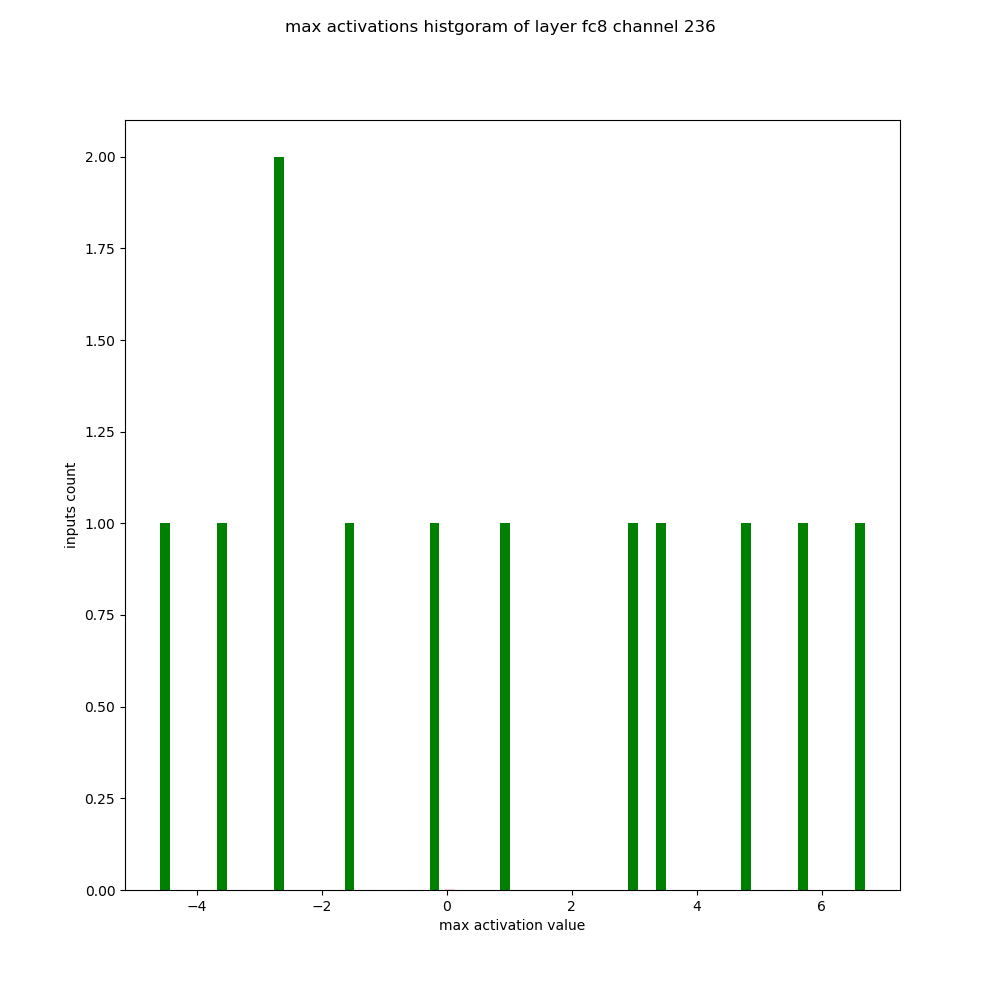 max activations histgoram of layer fc8 channel 236
2.00
1.75
1.50
1.25
1.00
0.75
0.50
0.25
0.00
inputs count
−4 −2 0 2 4 6
max activation value